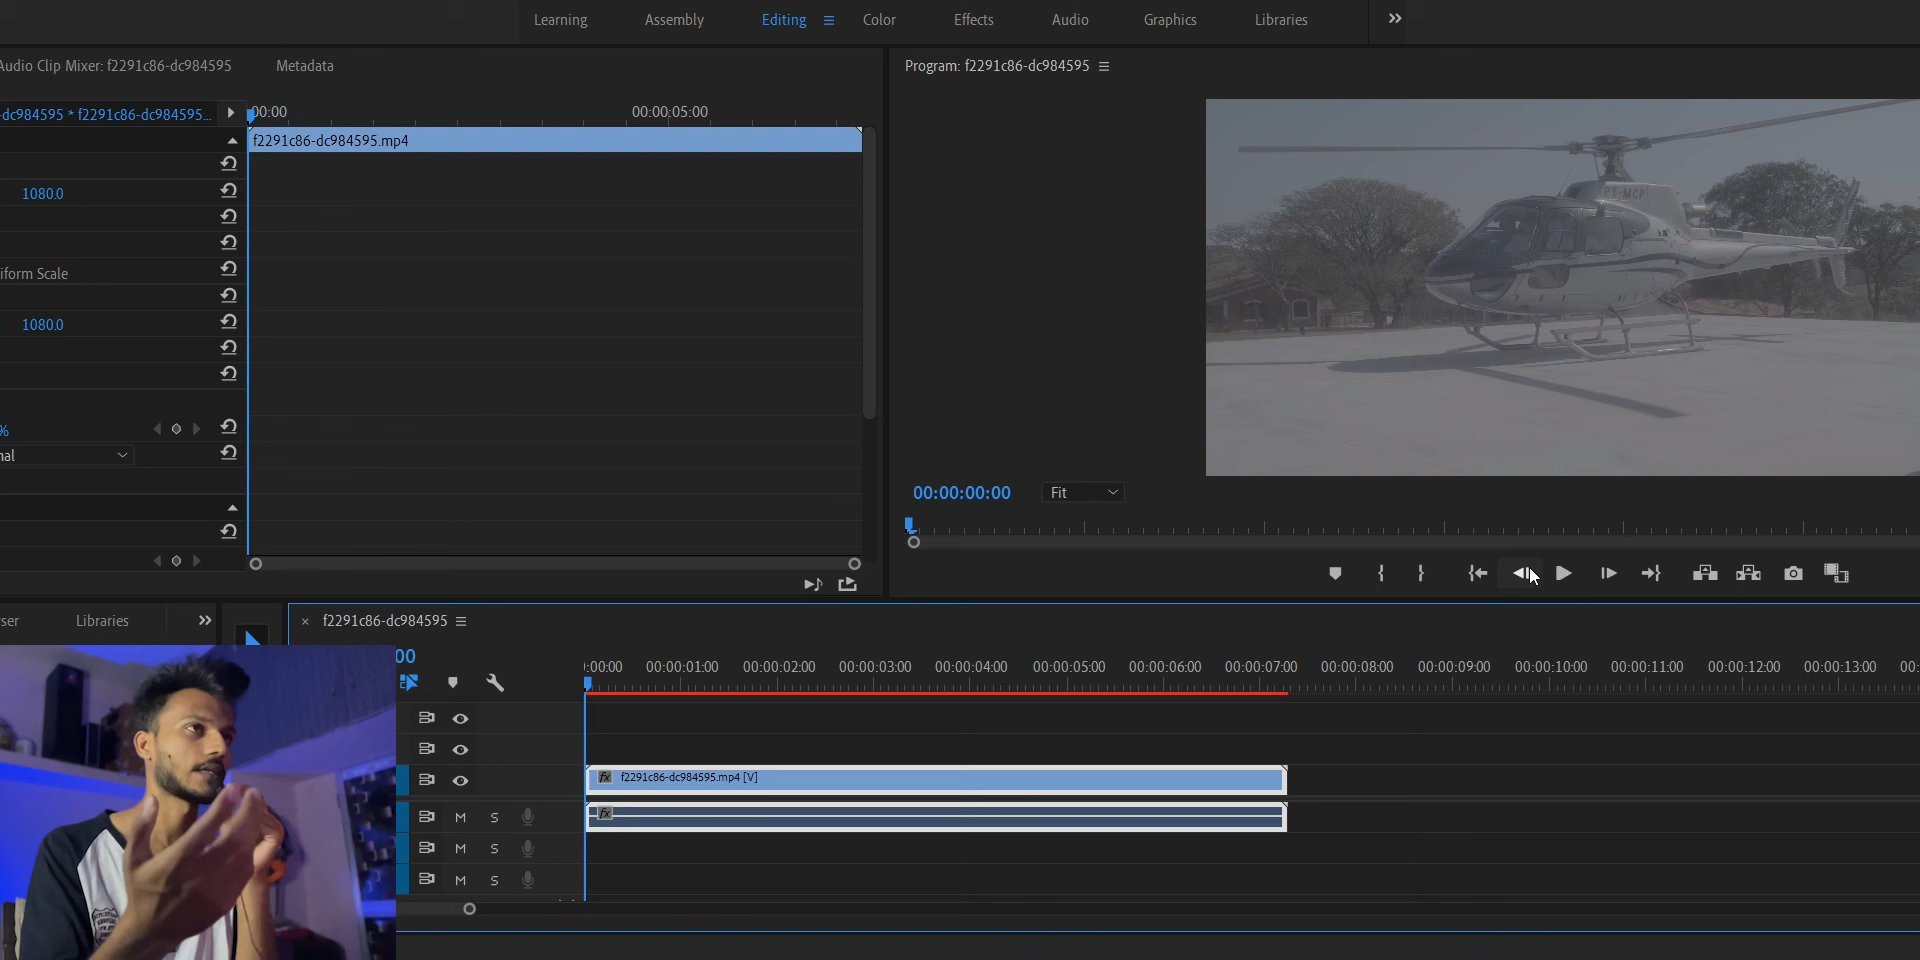 Learning Assembly Editing Color Effects Audio Graphics Libraries
Audio Clip Mixer: f2291c86-dc984595 Metadata
Program: f2291c86-dc984595
-dc984595 * f2291c86-dc984595...
:00:00 00:00:05:00
f2291c86-dc984595.mp4
1080.0
iform Scale
1080.0
%
nal
PT-MCP
00:00:00:00 Fit
ser Libraries
f2291c86-dc984595
00
:00:00 00:00:01:00 00:00:02:00 00:00:03:00 00:00:04:00 00:00:05:00 00:00:06:00 00:00:07:00 00:00:08:00 00:00:09:00 00:00:10:00 00:00:11:00 00:00:12:00 00:00:13:00 00:
fx f2291c86-dc984595.mp4 [V]
M S fx
M S
M S